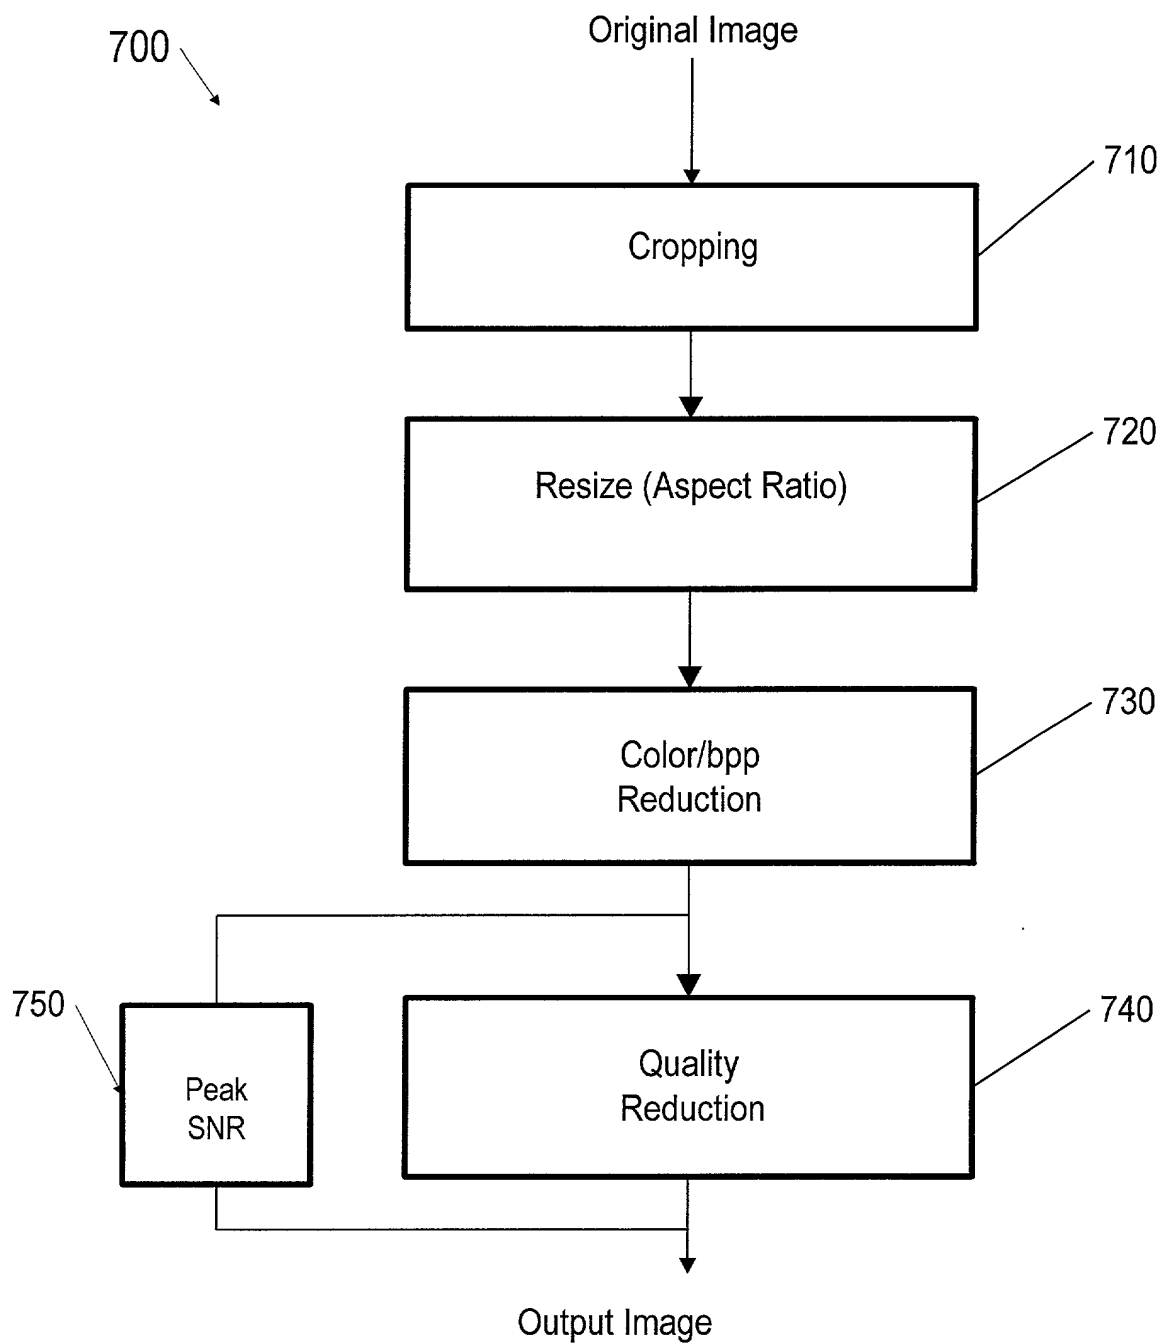 700
Original Image
710
Cropping
720
Resize (Aspect Ratio)
730
Color/bpp
Reduction
750
740
Quality
Reduction
Peak
SNR
Output Image